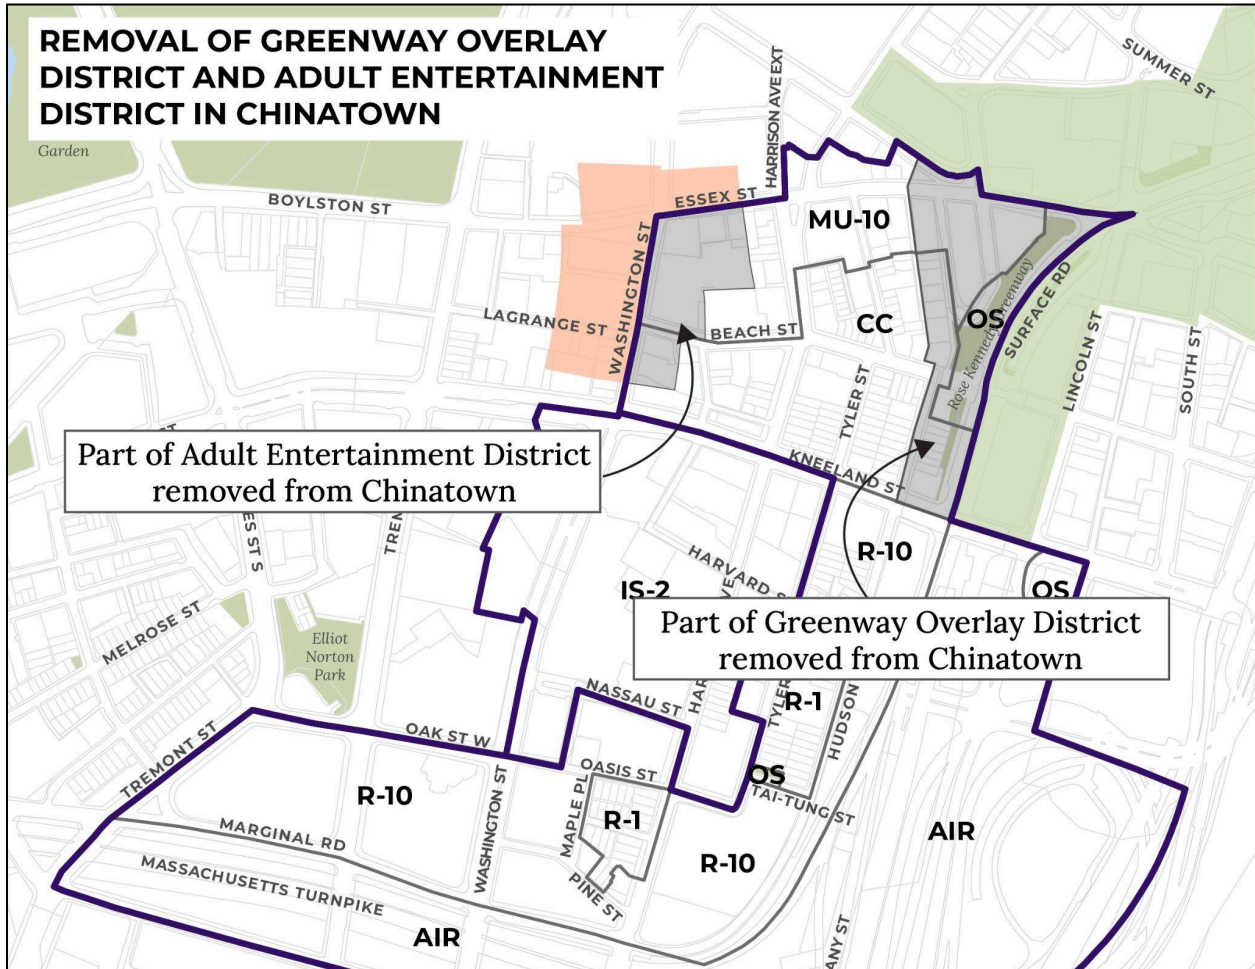 REMOVAL OF GREENWAY OVERLAY
DISTRICT AND ADULT ENTERTAINMENT
DISTRICT IN CHINATOWN
Garden
SUMMER ST
HARRISON AVE EXT
BOYLSTON ST
ESSEX ST
MU-10
WASHINGTON ST
LAGRANGE ST
BEACH ST
CC
OS
Rose Kennedy Greenway
SURFACE RD
LINCOLN ST
SOUTH ST
TYLER ST
KNEELAND ST
Part of Adult Entertainment District
removed from Chinatown
R-10
HARVARD S
IS-2
OS
Part of Greenway Overlay District
removed from Chinatown
MELROSE ST
Elliot
Norton
Park
NASSAU ST
R-1
HUDSON
TREMONT ST
OAK ST W
OASIS ST
OS
TAI-TUNG ST
R-10
WASHINGTON ST
MAPLE PL
R-1
MARGINAL RD
R-10
AIR
MASSACHUSETTS TURNPIKE
PINE ST
AIR